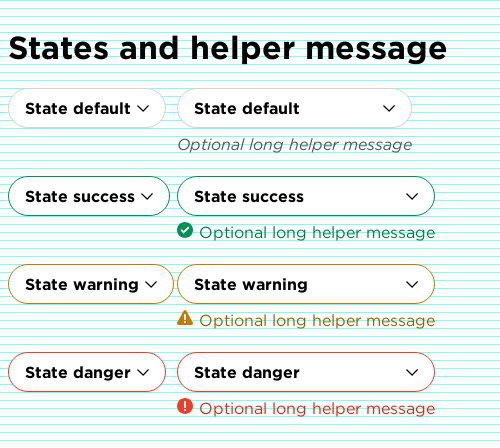 States and helper message
State default State default
Optional long helper message
State success State success
Optional long helper message
State warning State warning
Optional long helper message
State danger State danger
Optional long helper message